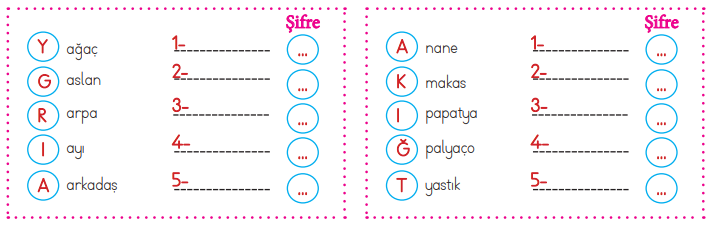 Şifre
Y ağaç 1- ...
G aslan 2- ...
R arpa 3- ...
I ayı 4- ...
A arkadaş 5- ...
Şifre
A nane 1- ...
K makas 2- ...
I papatya 3- ...
Ğ palyaço 4- ...
T yastık 5- ...